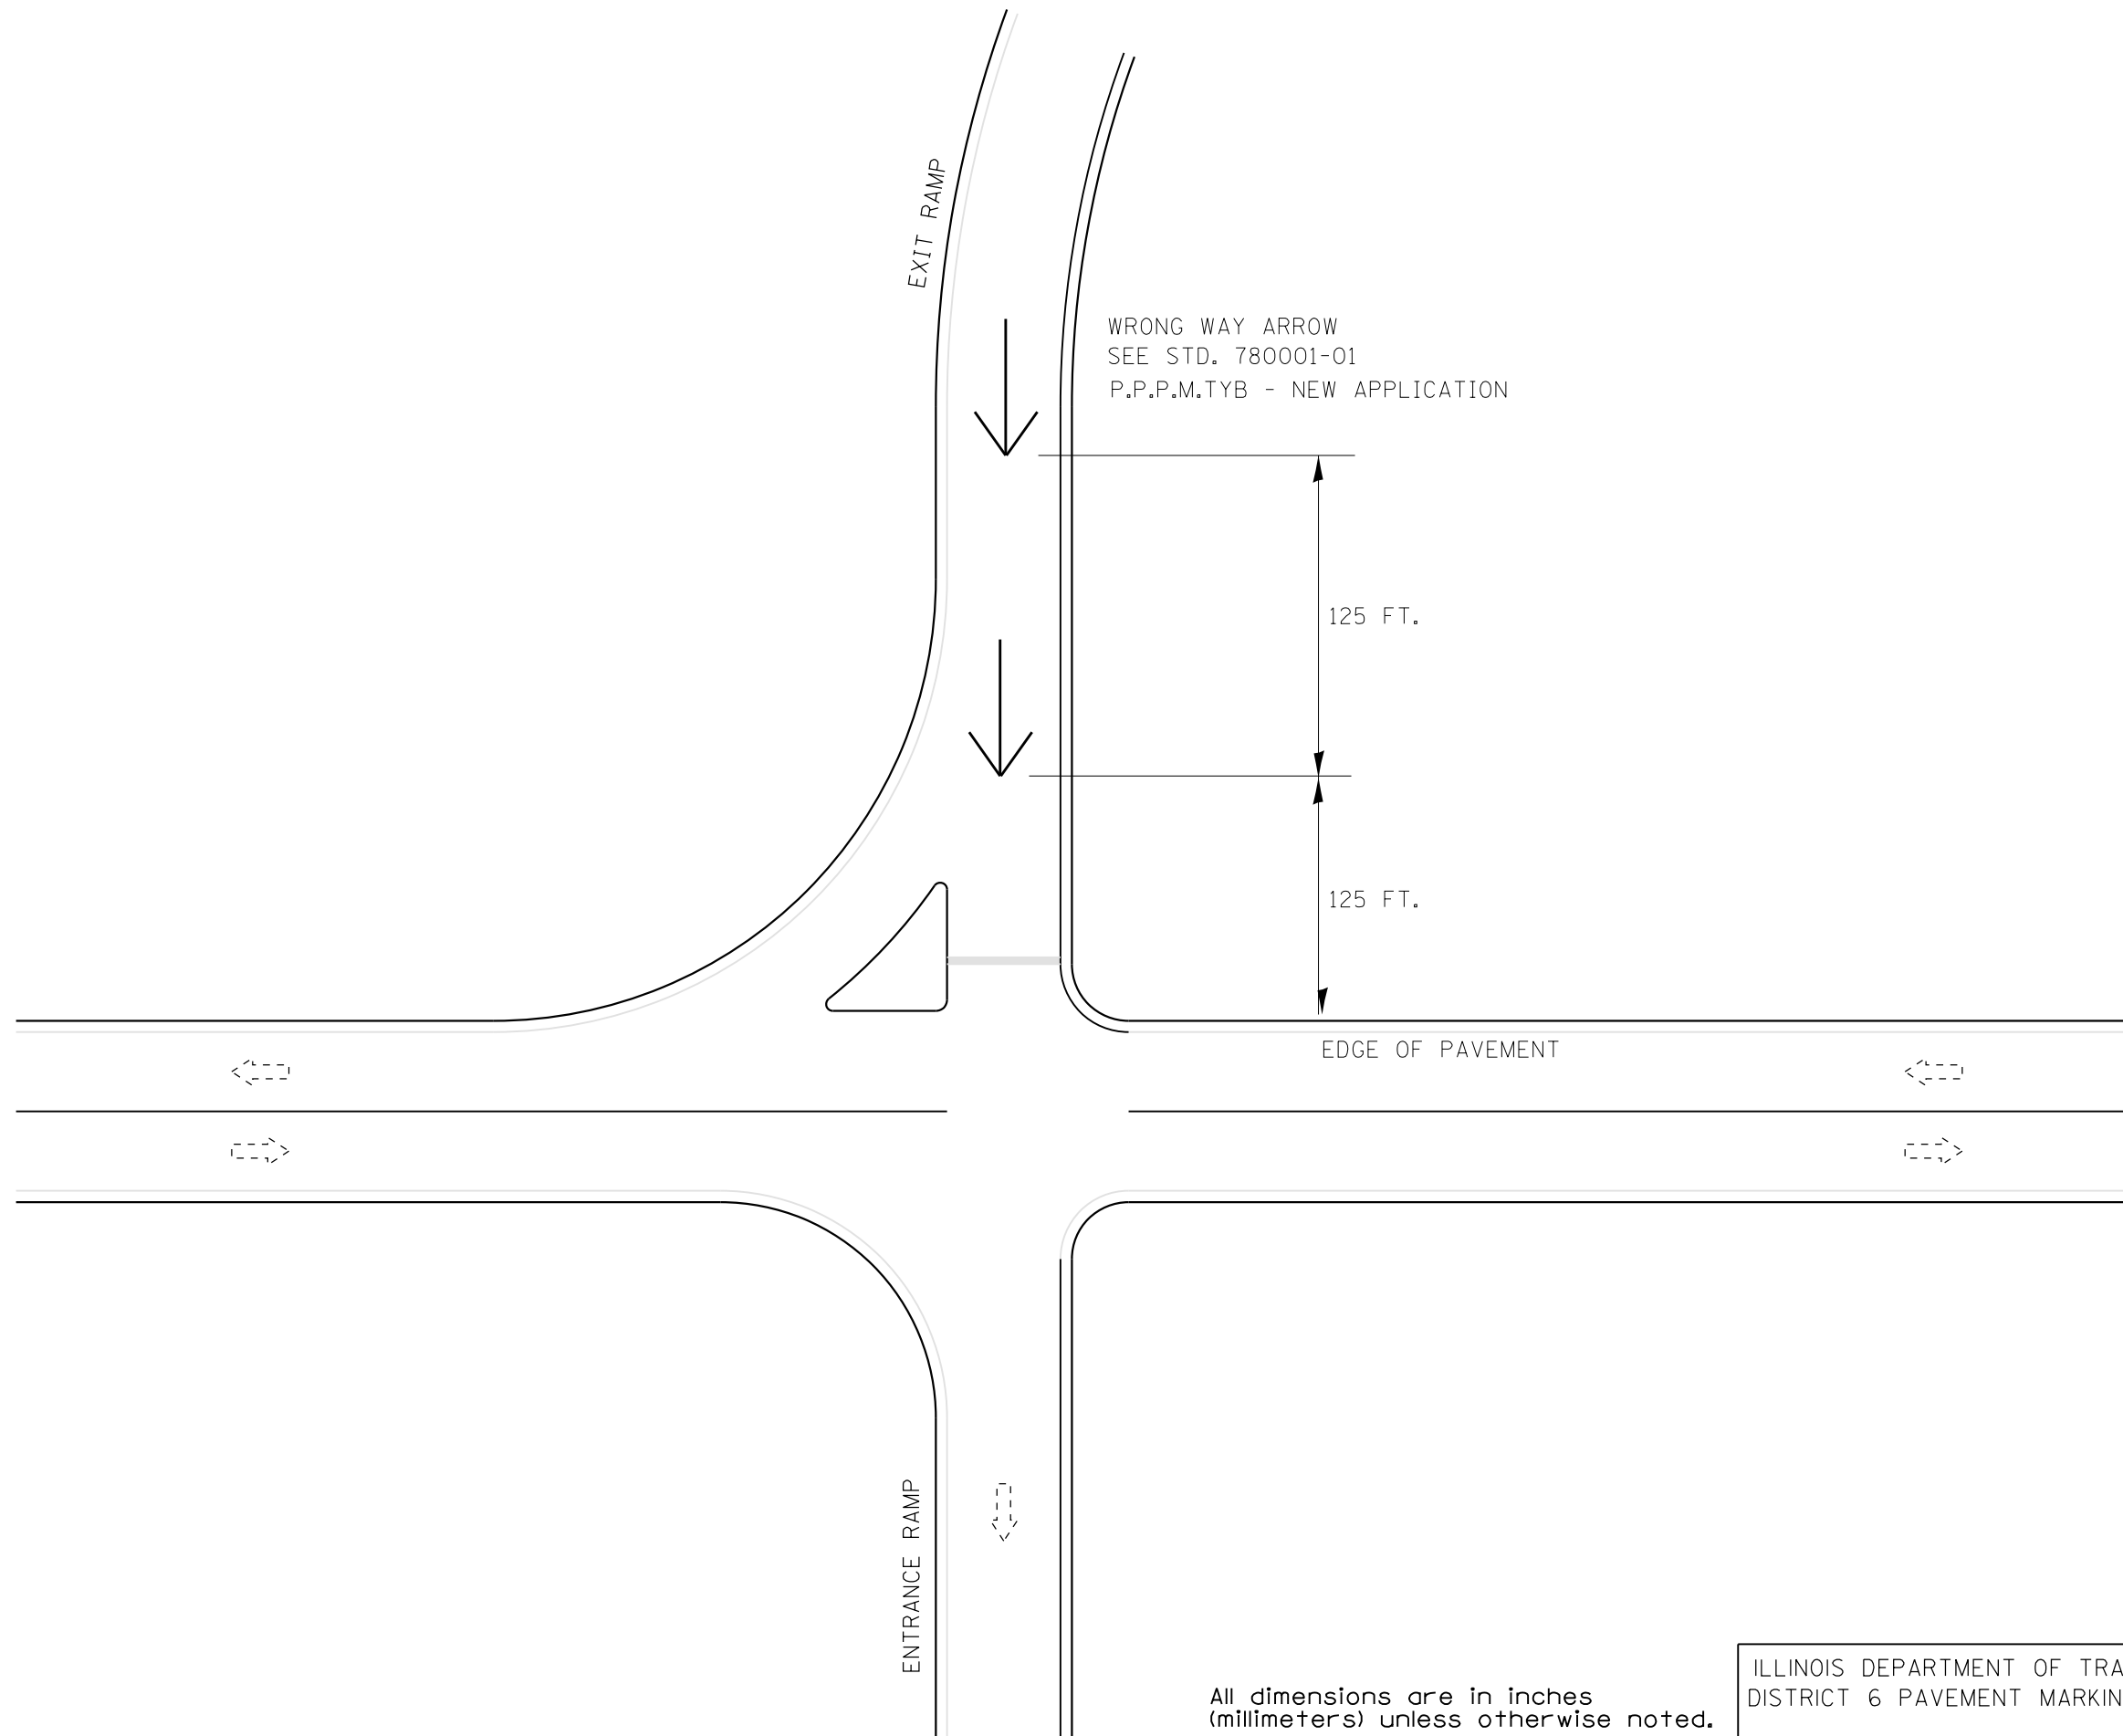 EXIT RAMP
WRONG WAY ARROW
SEE STD. 780001-01
P.P.P.M.TYB - NEW APPLICATION
125 FT.
125 FT.
EDGE OF PAVEMENT
ENTRANCE RAMP
All dimensions are in inches
(millimeters) unless otherwise noted.
ILLINOIS DEPARTMENT OF TRA
DISTRICT 6 PAVEMENT MARKIN